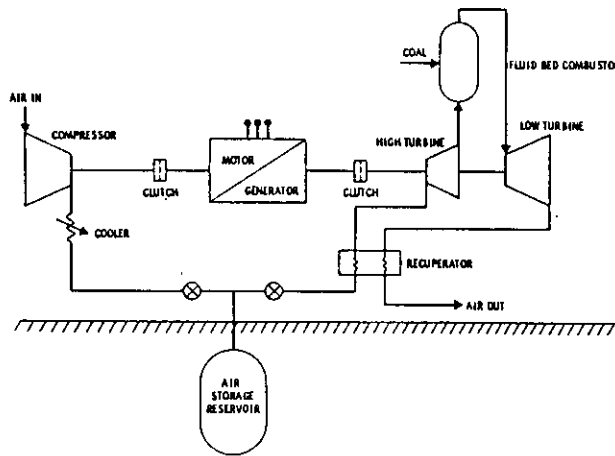 COAL
FLUID BED COMBUSTO
AIR IN
COMPRESSOR
LOW TURBINE
HIGH TURBINE
MOTOR
GENERATOR
CLUTCH
CLUTCH
COOLER
RECUPERATOR
AIR OUT
AIR
STORAGE
RESERVOIR